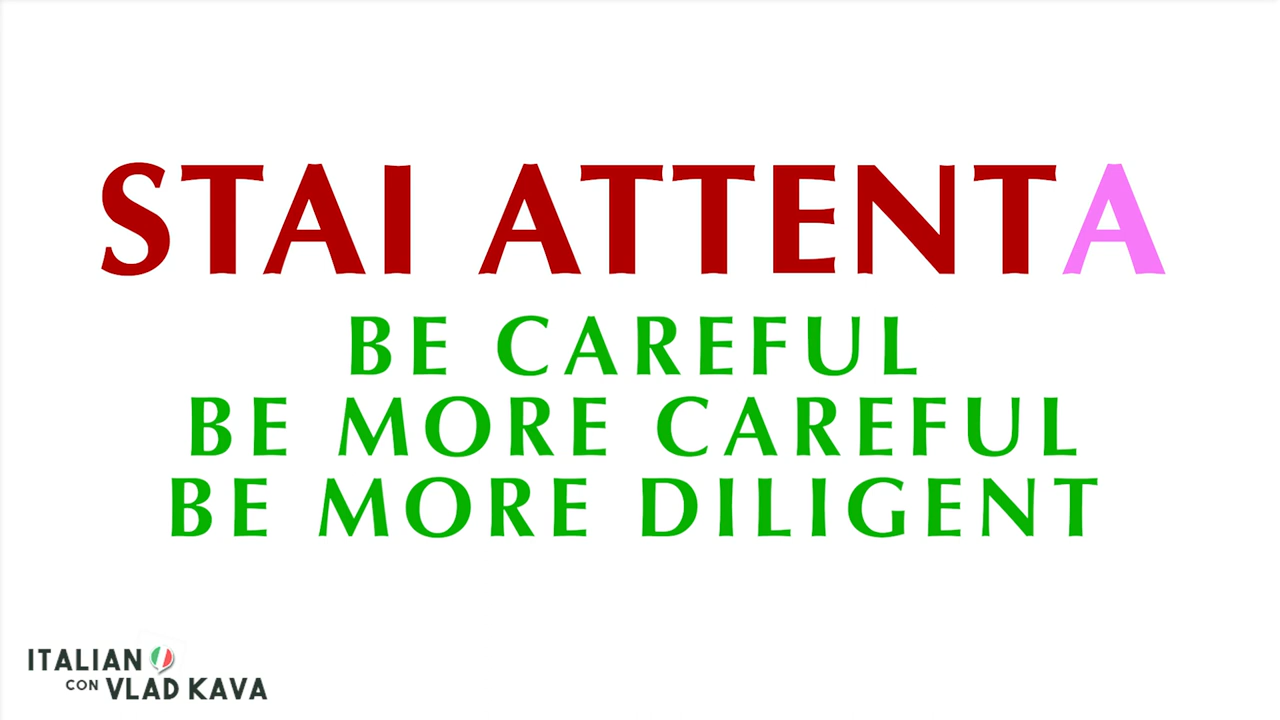 STAI ATTENTA
BE CAREFUL
BE MORE CAREFUL
BE MORE DILIGENT
ITALIAN
CON VLAD KAVA